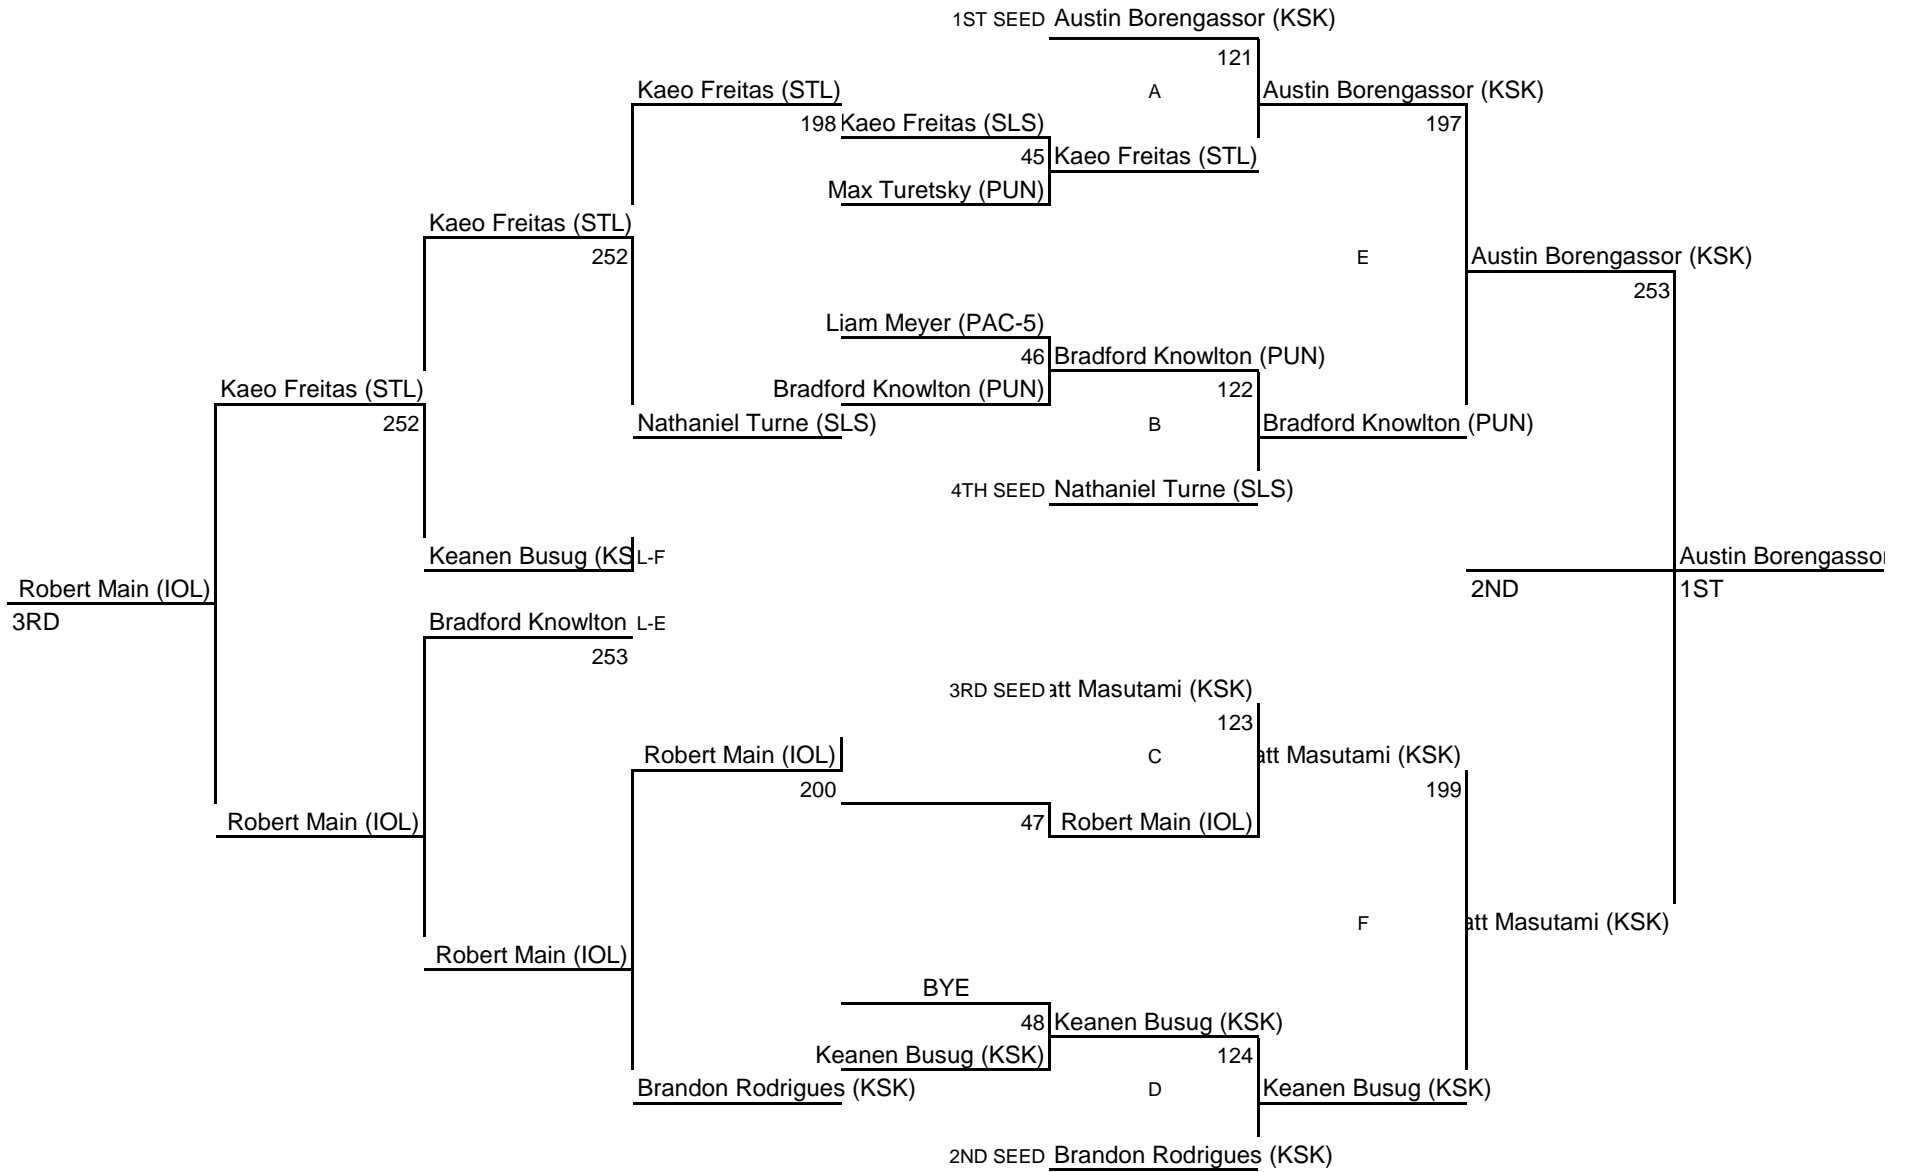 1ST SEED Austin Borengassor (KSK)
121
Kaeo Freitas (STL) A Austin Borengassor (KSK)
198 Kaeo Freitas (SLS) 197
45 Kaeo Freitas (STL)
Max Turetsky (PUN)
Kaeo Freitas (STL)
252 E Austin Borengassor (KSK)
253
Liam Meyer (PAC-5)
46 Bradford Knowlton (PUN)
Kaeo Freitas (STL) Bradford Knowlton (PUN) 122
252 Nathaniel Turne (SLS) B Bradford Knowlton (PUN)
4TH SEED Nathaniel Turne (SLS)
Keanen Busug (KS L-F Austin Borengassor
Robert Main (IOL) 2ND 1ST
3RD Bradford Knowlton L-E
253
3RD SEED att Masutami (KSK)
123
Robert Main (IOL) C att Masutami (KSK)
200 199
Robert Main (IOL) 47 Robert Main (IOL)
F att Masutami (KSK)
Robert Main (IOL)
BYE
48 Keanen Busug (KSK)
Keanen Busug (KSK) 124
Brandon Rodrigues (KSK) D Keanen Busug (KSK)
2ND SEED Brandon Rodrigues (KSK)